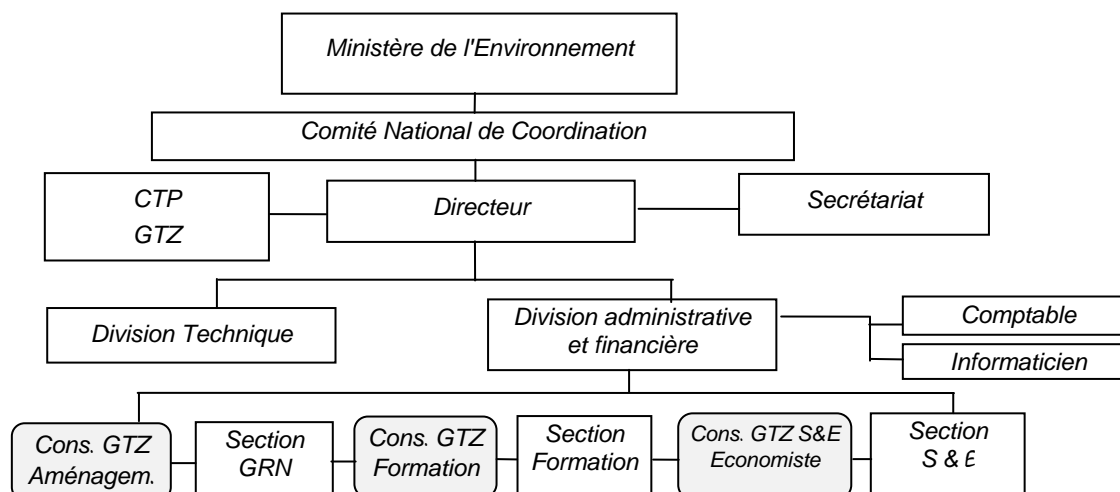 Ministère de l'Environnement
Comité National de Coordination
CTP
GTZ
Directeur
Secrétariat
Division Technique
Division administrative
et financière
Comptable
Informaticien
Cons. GTZ
Aménagem.
Section
GRN
Cons. GTZ
Formation
Section
Formation
Cons. GTZ S&E
Economiste
Section
S & E